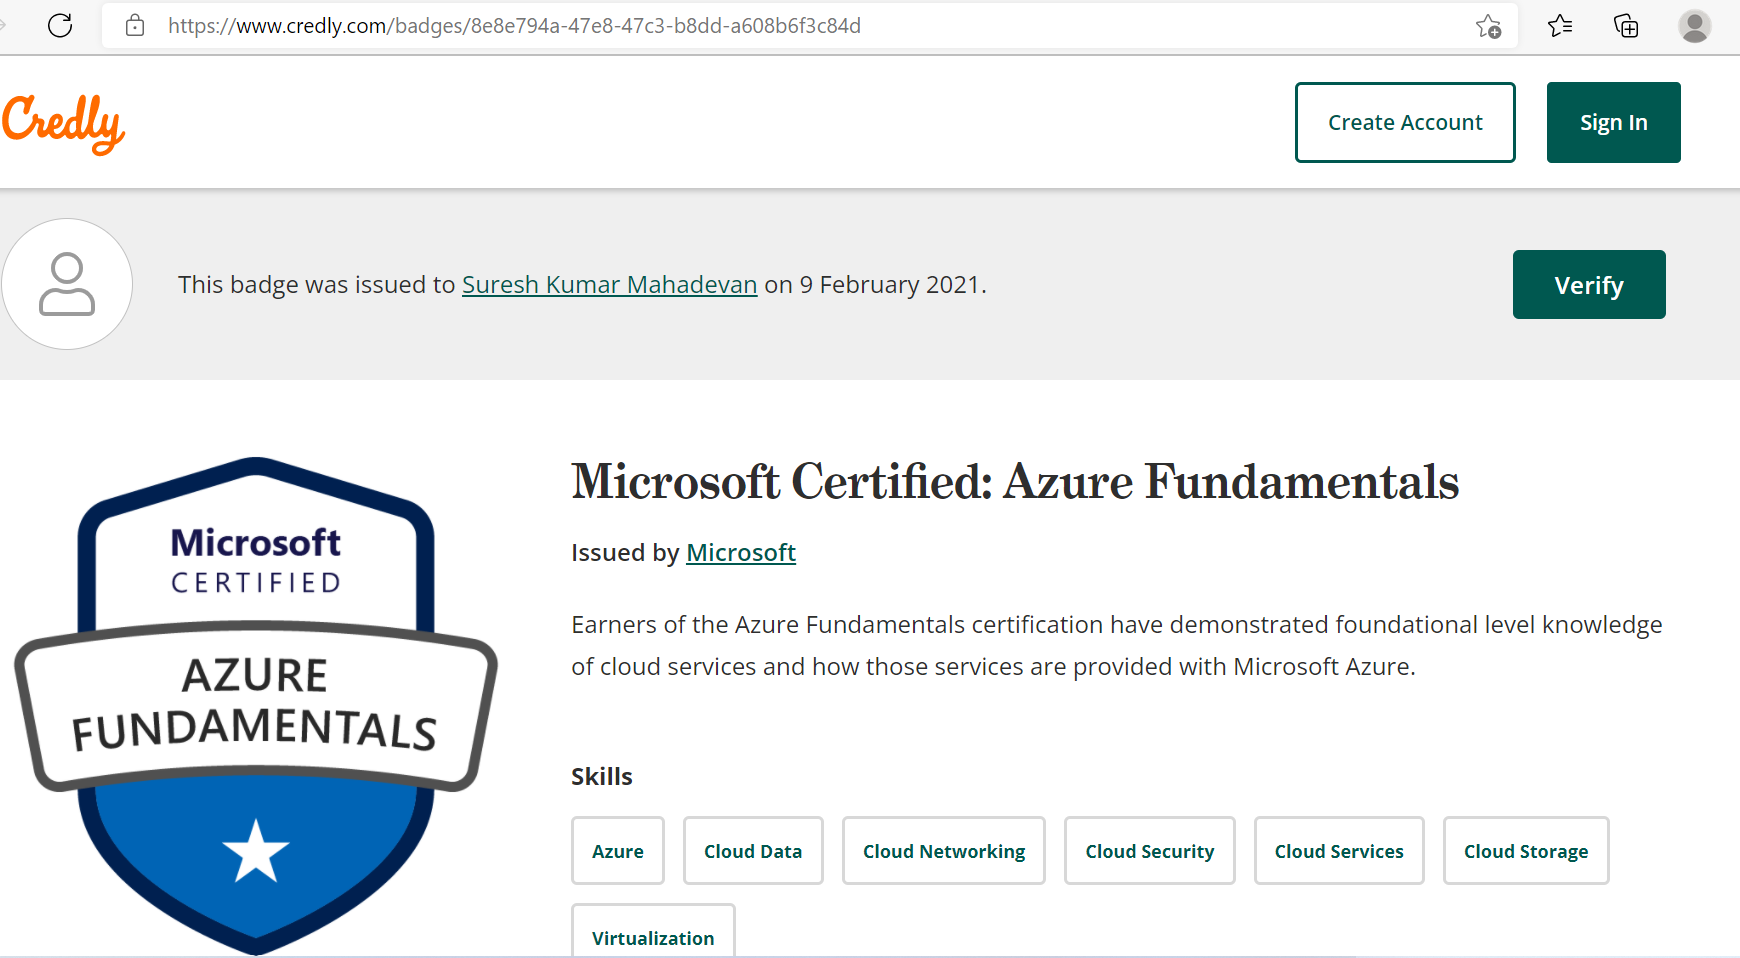 https://www.credly.com/badges/8e8e794a-47e8-47c3-b8dd-a608b6f3c84d
Credly
Create Account
Sign In
This badge was issued to Suresh Kumar Mahadevan on 9 February 2021.
Verify
Microsoft
CERTIFIED
AZURE
FUNDAMENTALS
Microsoft Certified: Azure Fundamentals
Issued by Microsoft
Earners of the Azure Fundamentals certification have demonstrated foundational level knowledge
of cloud services and how those services are provided with Microsoft Azure.
Skills
Azure
Cloud Data
Cloud Networking
Cloud Security
Cloud Services
Cloud Storage
Virtualization